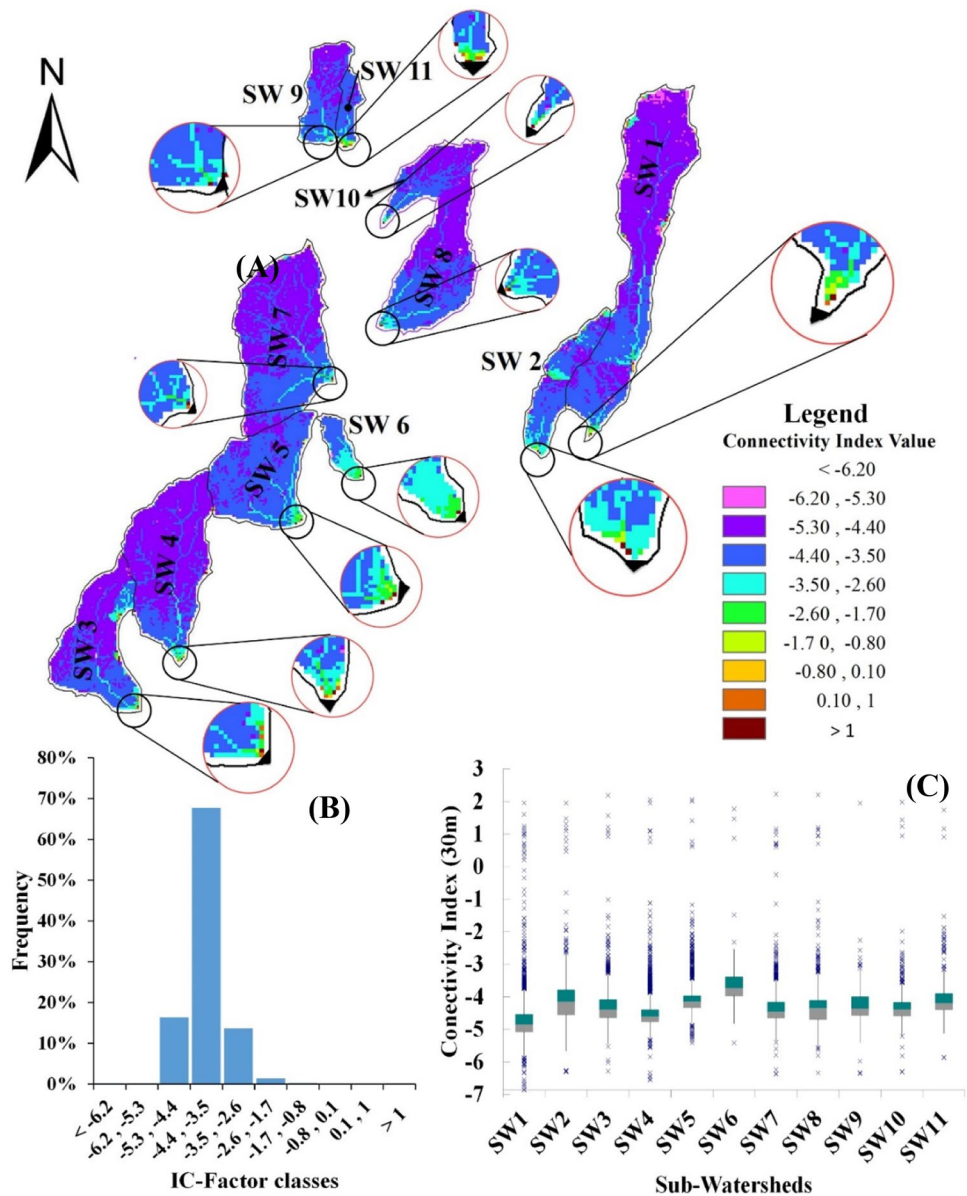 N
SW 9
SW 11
SW10
SW 1
(A)
SW 8
SW 7
SW 2
SW 6
SW 5
SW 4
SW 3
Legend
Connectivity Index Value
< -6.20
-6.20 , -5.30
-5.30 , -4.40
-4.40 , -3.50
-3.50 , -2.60
-2.60 , -1.70
-1.7 0, -0.80
-0.80 , 0.10
0.10 , 1
> 1
(B)
80%
70%
60%
50%
40%
30%
20%
10%
0%
Frequency
< -6.2
-6.2 , -5.3
-5.3 , -4.4
-4.4 , -3.5
-3.5 , -2.6
-2.6 , -1.7
-1.7 , -0.8
-0.8 , 0.1
0.1 , 1
> 1
IC-Factor classes
(C)
3
2
1
0
-1
-2
-3
-4
-5
-6
-7
Conectivity Index (30m)
SW1
SW2
SW3
SW4
SW5
SW6
SW7
SW8
SW9
SW10
SW11
Sub-Watersheds